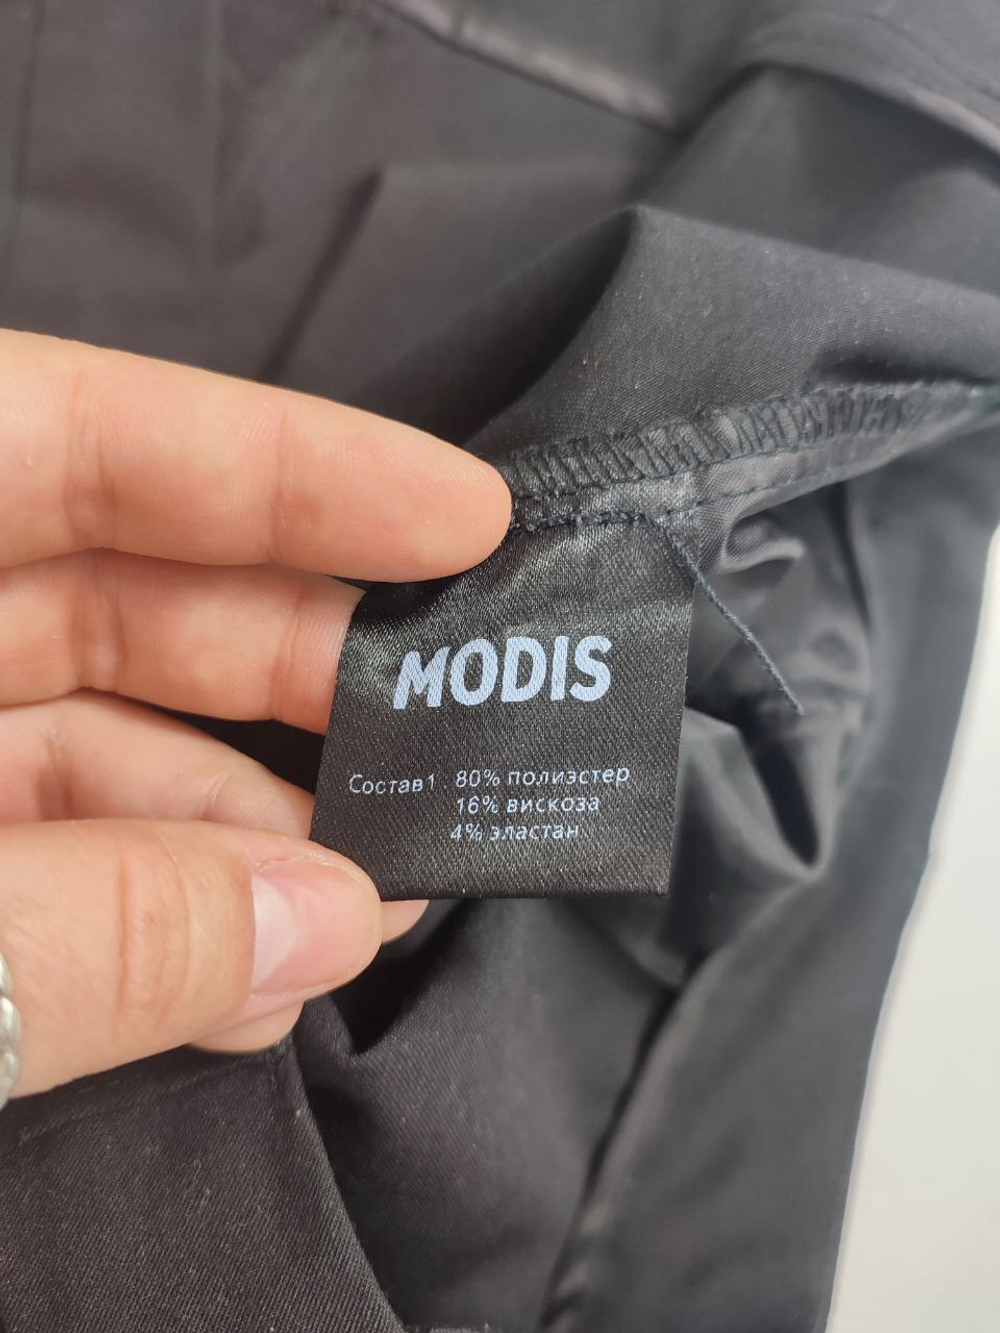 MODIS
Состав1 80% полиэстер
16% вискоза
4% эластан